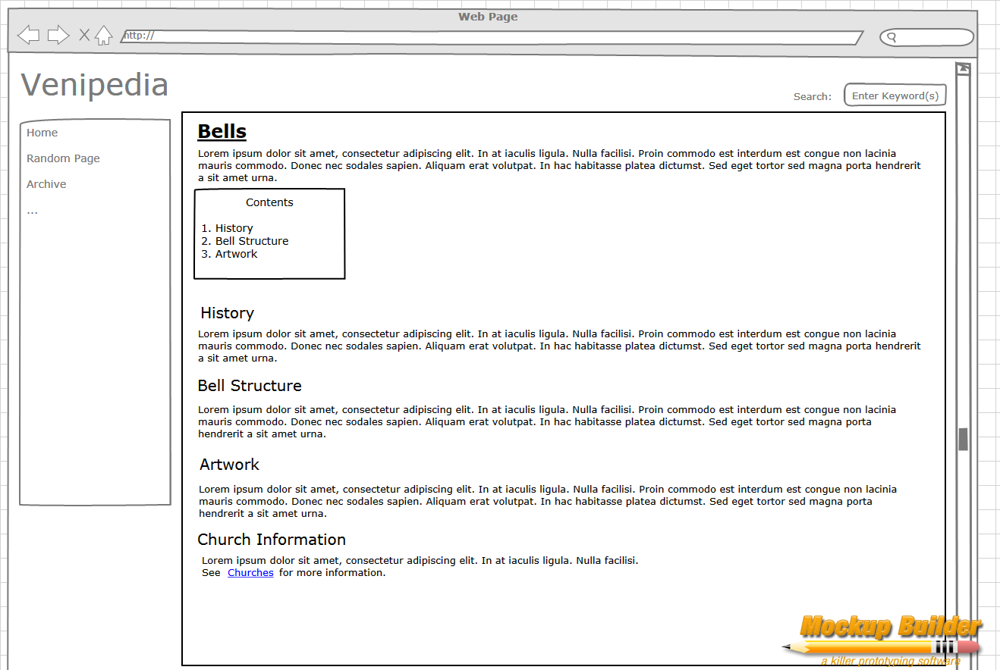 Web Page
http://
Venipedia
Search:
Enter Keyword(s)
Home
Random Page
Archive
...
Bells
Lorem ipsum dolor sit amet, consectetur adipiscing elit. In at iaculis ligula. Nulla facilisi. Proin commodo est interdum est congue non lacinia
mauris commodo. Donec nec sodales sapien. Aliquam erat volutpat. In hac habitasse platea dictumst. Sed eget tortor sed magna porta hendrerit
a sit amet urna.
Contents
1. History
2. Bell Structure
3. Artwork
History
Lorem ipsum dolor sit amet, consectetur adipiscing elit. In at iaculis ligula. Nulla facilisi. Proin commodo est interdum est congue non lacinia
mauris commodo. Donec nec sodales sapien. Aliquam erat volutpat. In hac habitasse platea dictumst. Sed eget tortor sed magna porta hendrerit
a sit amet urna.
Bell Structure
Lorem ipsum dolor sit amet, consectetur adipiscing elit. In at iaculis ligula. Nulla facilisi. Proin commodo est interdum est congue non lacinia
mauris commodo. Donec nec sodales sapien. Aliquam erat volutpat. In hac habitasse platea dictumst. Sed eget tortor sed magna porta
hendrerit a sit amet urna.
Artwork
Lorem ipsum dolor sit amet, consectetur adipiscing elit. In at iaculis ligula. Nulla facilisi. Proin commodo est interdum est congue non lacinia
mauris commodo. Donec nec sodales sapien. Aliquam erat volutpat. In hac habitasse platea dictumst. Sed eget tortor sed magna porta
hendrerit a sit amet urna.
Church Information
Lorem ipsum dolor sit amet, consectetur adipiscing elit. In at iaculis ligula. Nulla facilisi.
See Churches for more information.
Mockup Builder
a killer prototyping software